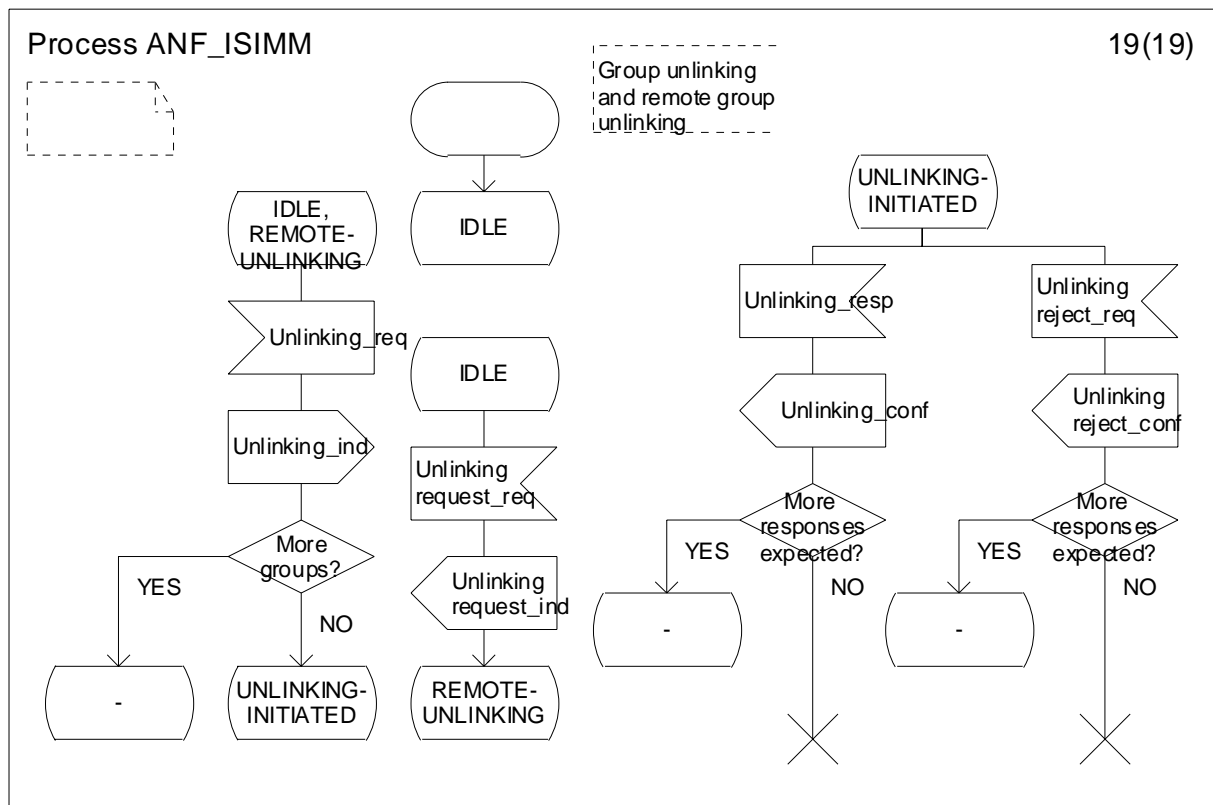 Process ANF_ISIMM
19(19)
Group unlinking
and remote group
unlinking
IDLE,
REMOTE-
UNLINKING
Unlinking_req
Unlinking_ind
More
groups?
YES
NO
-
UNLINKING-
INITIATED
IDLE
IDLE
Unlinking
request_req
Unlinking
request_ind
REMOTE-
UNLINKING
UNLINKING-
INITIATED
Unlinking_resp
Unlinking_conf
More
responses
expected?
YES
NO
-
Unlinking
reject_req
Unlinking
reject_conf
More
responses
expected?
YES
NO
-